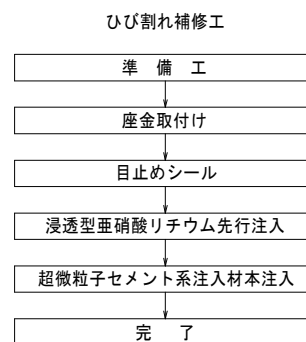 ひび割れ補修工
準 備 工
座金取付け
目止めシール
浸透型亜硝酸リチウム先行注入
超微粒子セメント系注入材本注入
完 了